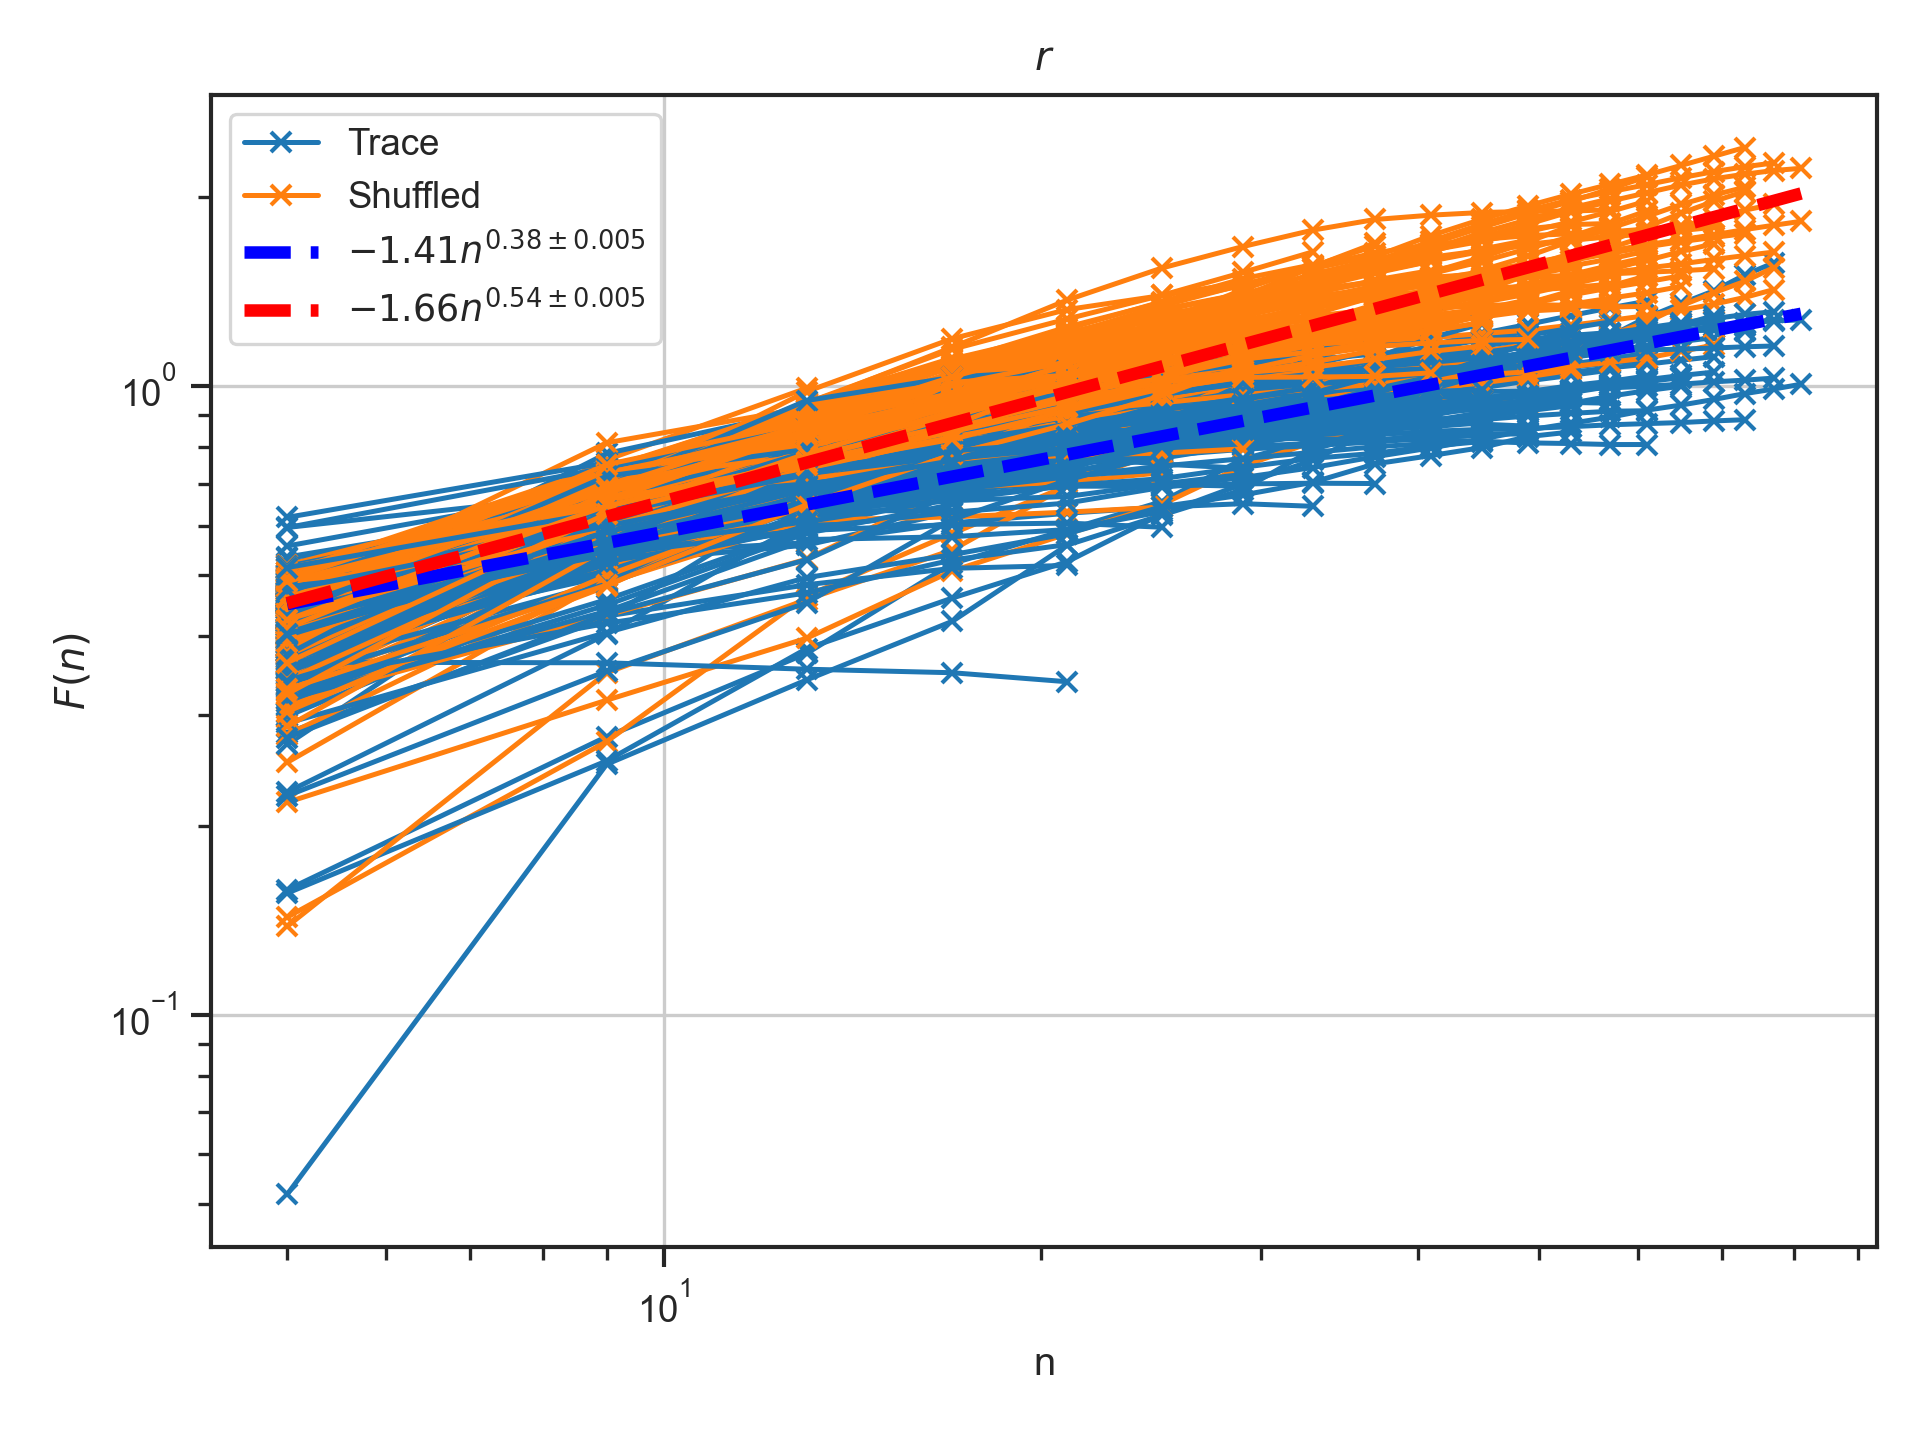 r
Trace
Shuffled
−1.41n^{0.38±0.005}
−1.66n^{0.54±0.005}
10^0
10^{−1}
F(n)
10^1
n